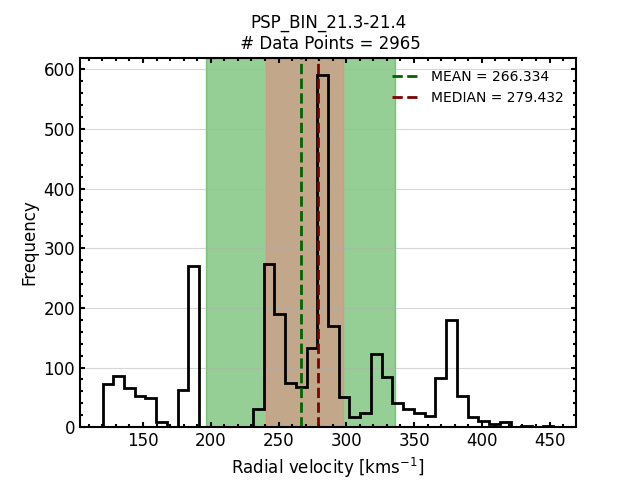 PSP_BIN_21.3-21.4
# Data Points = 2965
MEAN = 266.334
MEDIAN = 279.432
Frequency
600
500
400
300
200
100
0
150 200 250 300 350 400 450
Radial velocity [kms⁻¹]